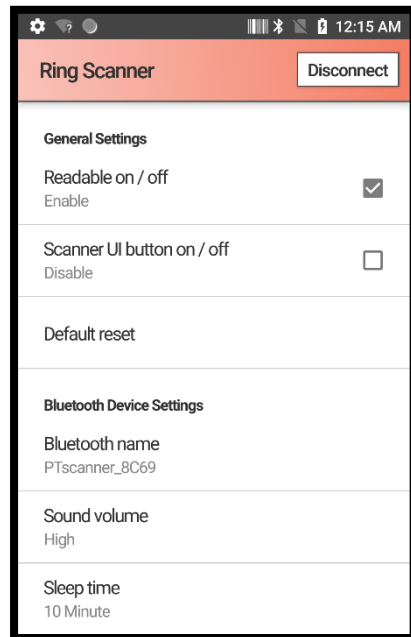 12:15 AM
Ring Scanner
Disconnect
General Settings
Readable on / off
Enable
Scanner UI button on / off
Disable
Default reset
Bluetooth Device Settings
Bluetooth name
PTscanner_8C69
Sound volume
High
Sleep time
10 Minute